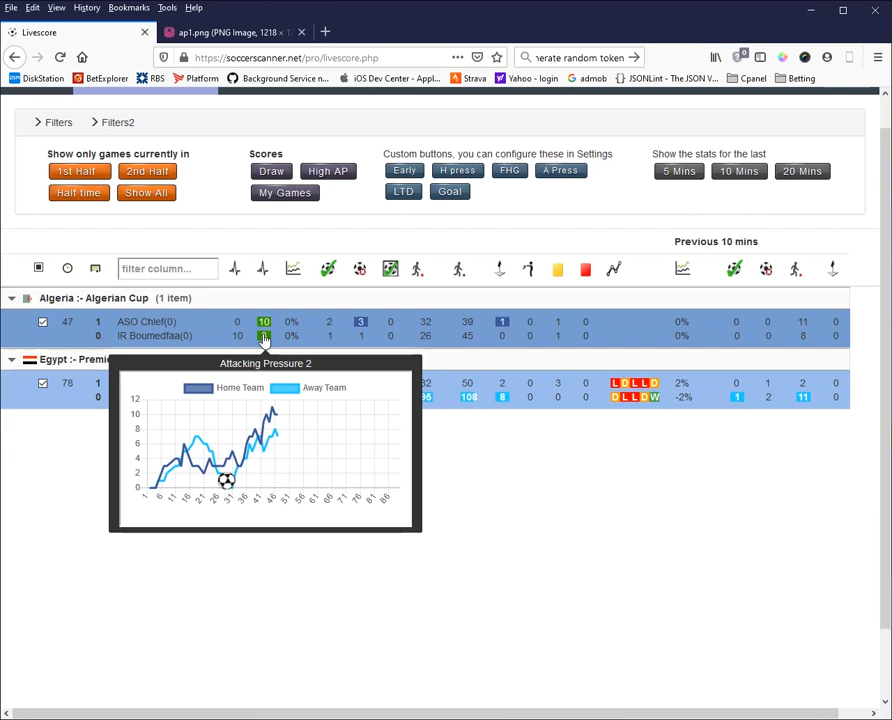 File Edit View History Bookmarks Tools Help
Livescore
ap1.png (PNG Image, 1218 ×
https://soccerscanner.net/pro/livescore.php
erate random token
0
DSM DiskStation BetExplorer RBS Platform Background Service n... iOS Dev Center - Appl... Strava Yahoo - login admob {} JSONLint - The JSON V... Cpanel Betting
Filters Filters2
Show only games currently in
1st Half 2nd Half
Half time Show All
Scores
Draw High AP
My Games
Custom buttons, you can configure these in Settings
Early H press FHG A Press
LTD Goal
Show the stats for the last
5 Mins 10 Mins 20 Mins
Previous 10 mins
filter column...
Algeria :- Algerian Cup (1 item)
47 1 ASO Chlef(0) 0 10 0% 2 3 0 32 39 1 0 1 0 0% 0 0 11 0
0 IR Boumedfaa(0) 10 0% 1 1 0 26 45 0 0 1 0 0% 0 0 8 0
Egypt :- Premie
78 1 32 50 2 0 3 0 L D L L D 2% 0 1 2 0
0 95 108 8 0 0 0 D L L D W -2% 1 2 11 0
Attacking Pressure 2
Home Team Away Team
12
10
8
6
4
2
0
1 6 11 16 21 26 31 36 41 46 51 56 61 66 71 76 81 86